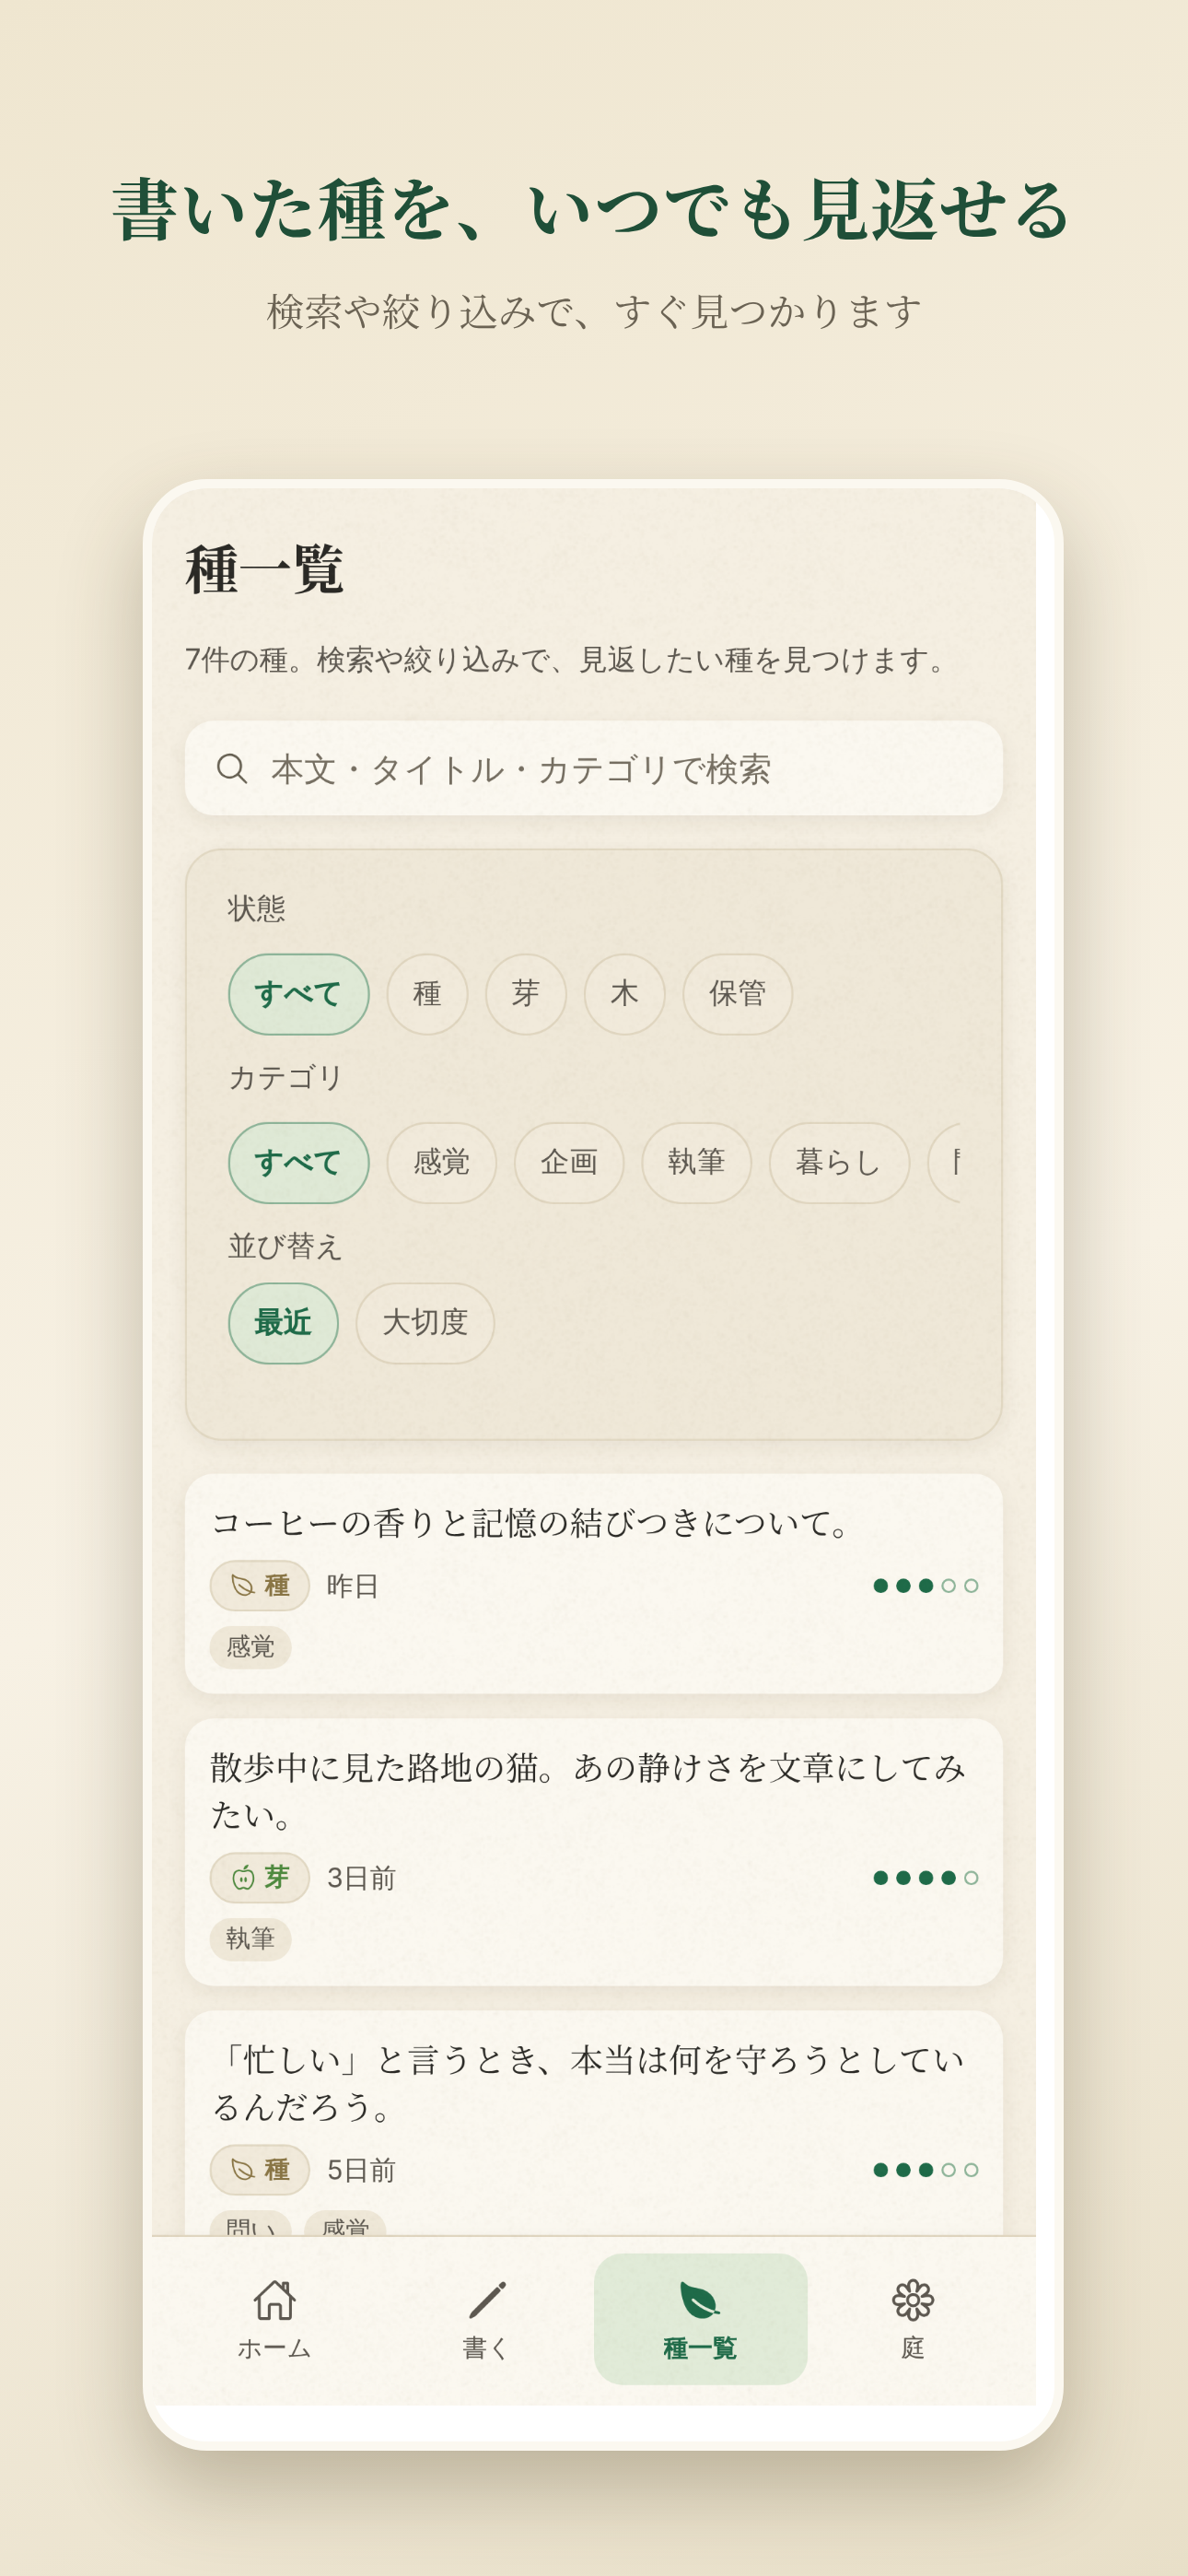 書いた種を、いつでも見返せる
検索や絞り込みで、すぐ見つかります
種一覧
7件の種。検索や絞り込みで、見返したい種を見つけます。
本文・タイトル・カテゴリで検索
状態
すべて 種 芽 木 保管
カテゴリ
すべて 感覚 企画 執筆 暮らし
並び替え
最近 大切度
コーヒーの香りと記憶の結びつきについて。
種 昨日
感覚
散歩中に見た路地の猫。あの静けさを文章にしてみ
たい。
芽 3日前
執筆
「忙しい」と言うとき、本当は何を守ろうとしてい
るんだろう。
種 5日前
問い 感覚
ホーム 書く 種一覧 庭